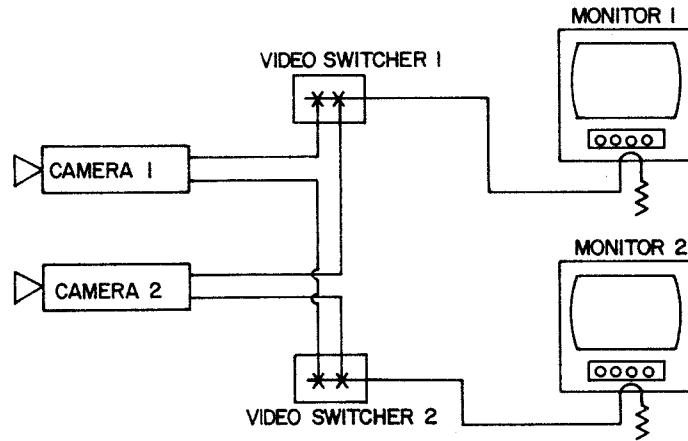 MONITOR 1
VIDEO SWITCHER 1
CAMERA 1
MONITOR 2
CAMERA 2
VIDEO SWITCHER 2